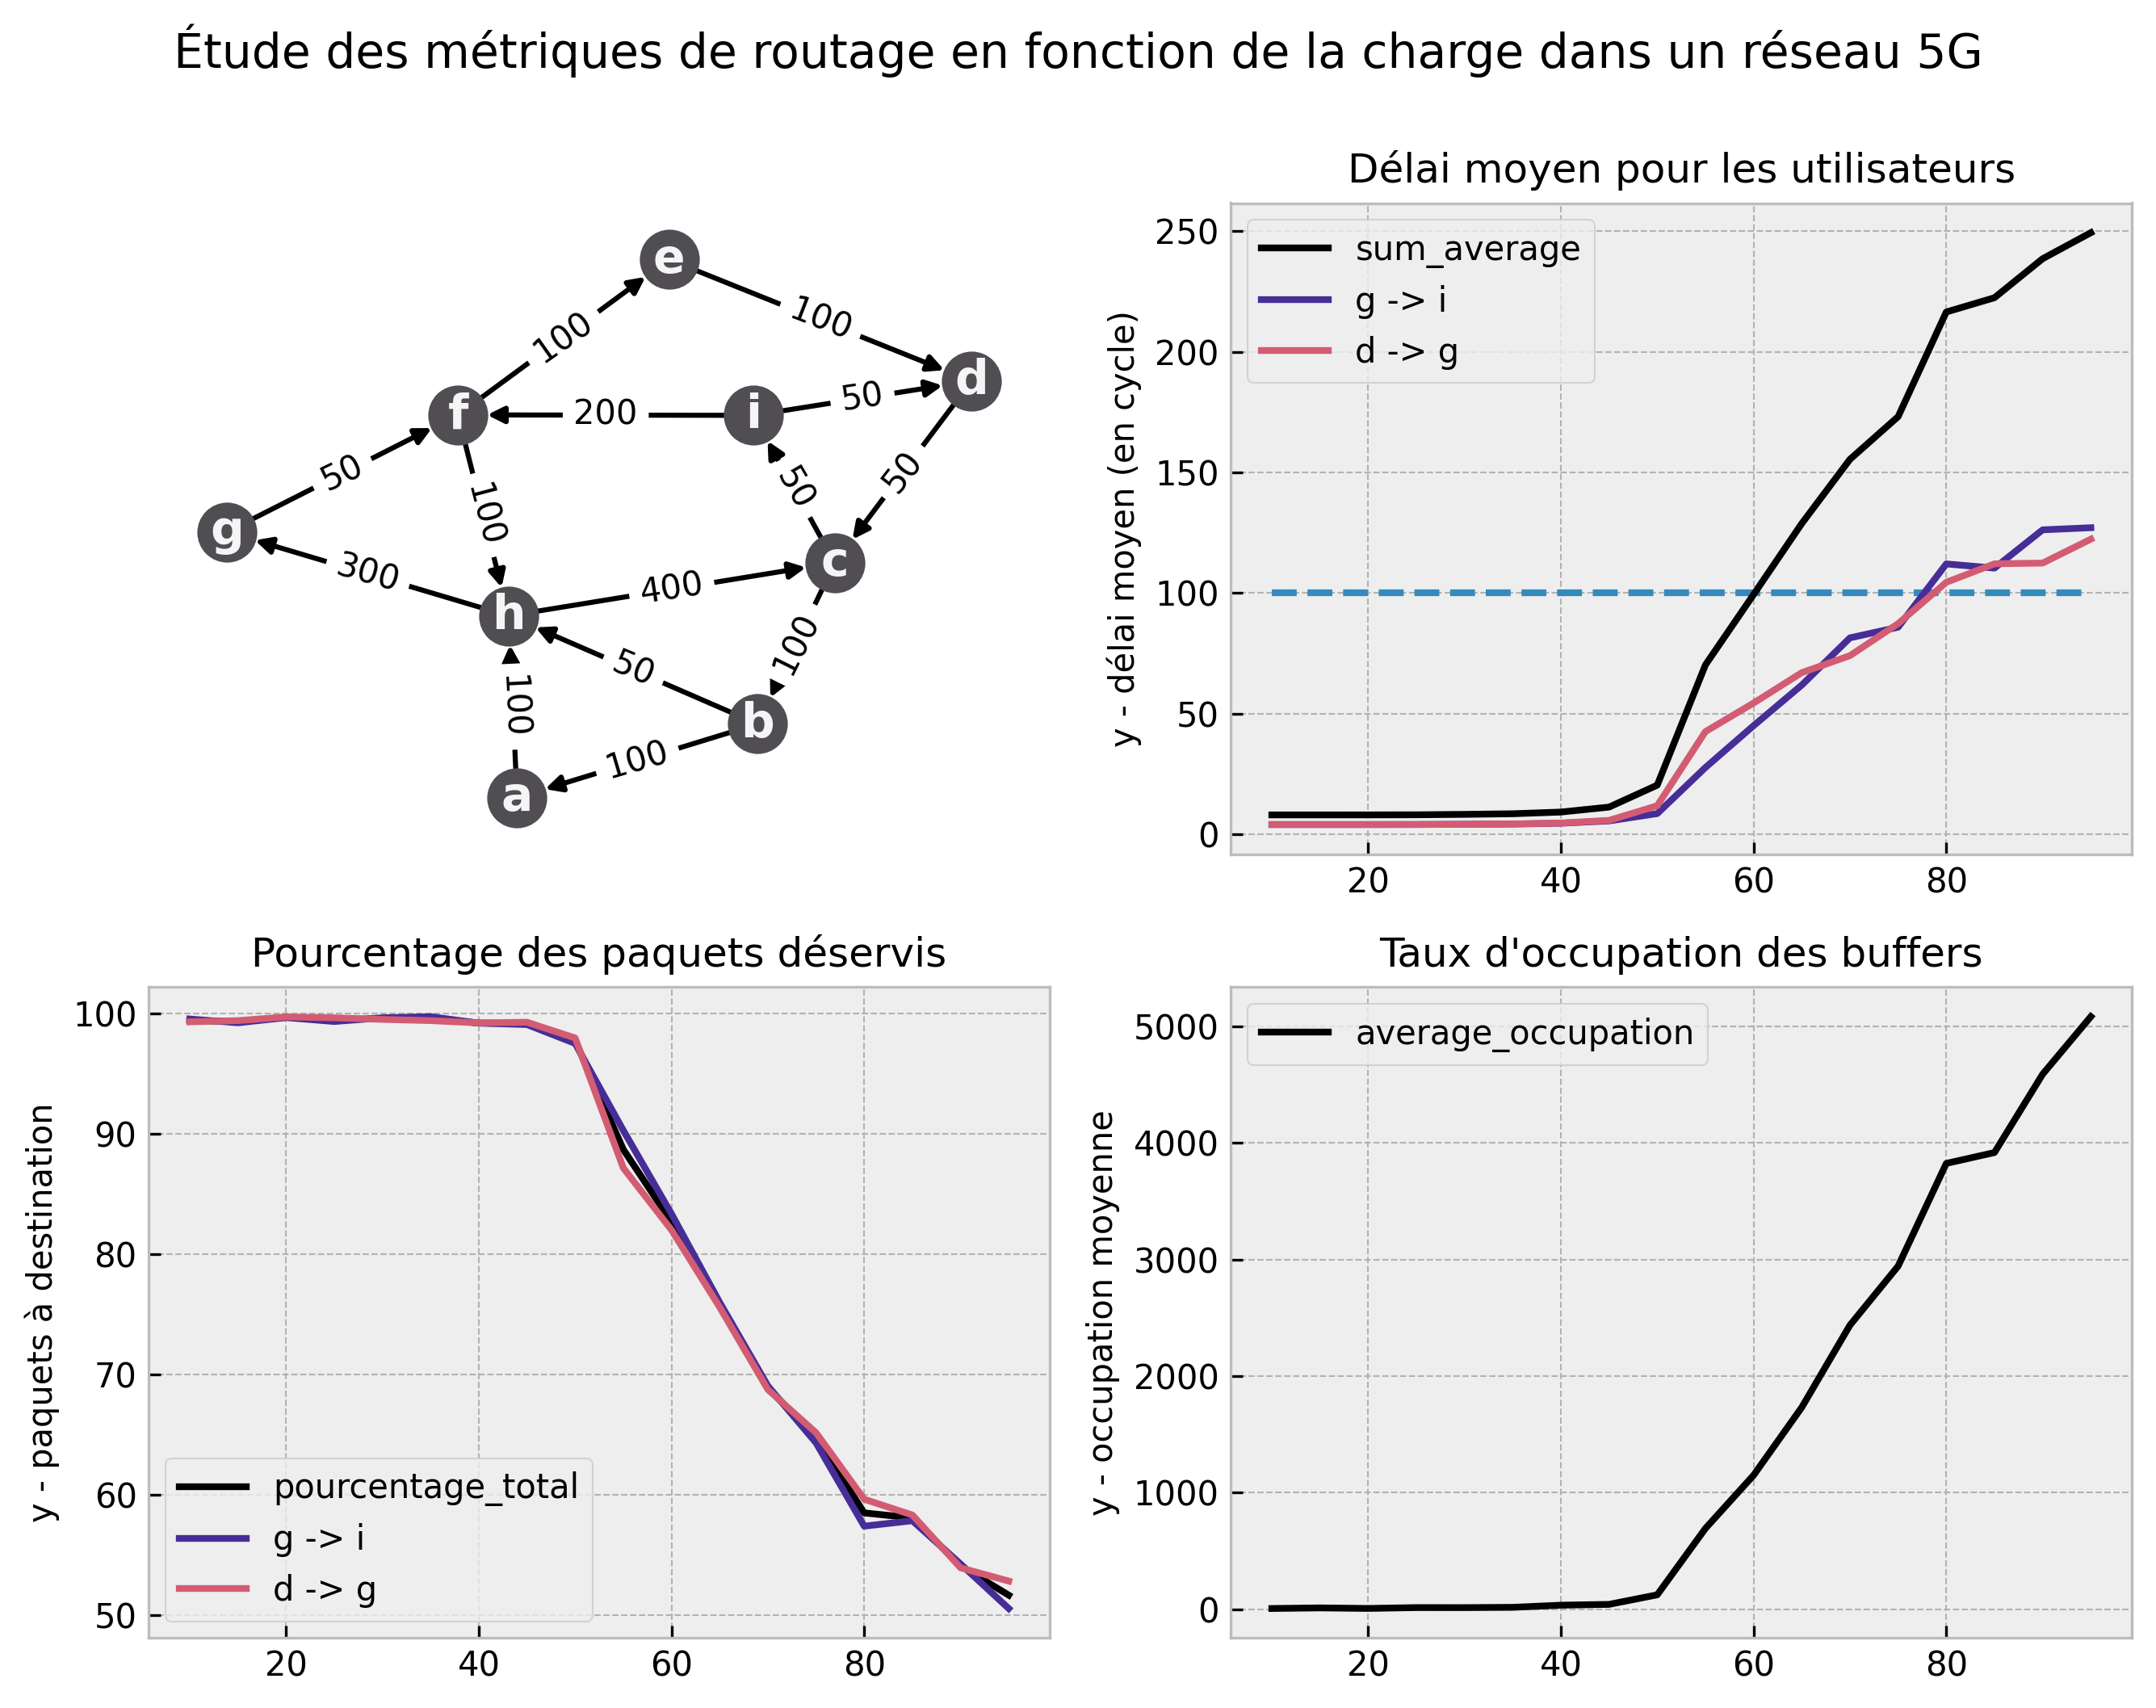 Étude des métriques de routage en fonction de la charge dans un réseau 5G
e
100
100
d
f
200
i
50
50
100
50
50
g
300
h
400
c
50
100
100
b
100
a
Délai moyen pour les utilisateurs
y - délai moyen (en cycle)
250
200
150
100
50
0
sum_average
g -> i
d -> g
20 40 60 80
Pourcentage des paquets déservis
y - paquets à destination
100
90
80
70
60
50
pourcentage_total
g -> i
d -> g
20 40 60 80
Taux d'occupation des buffers
y - occupation moyenne
5000
4000
3000
2000
1000
0
average_occupation
20 40 60 80